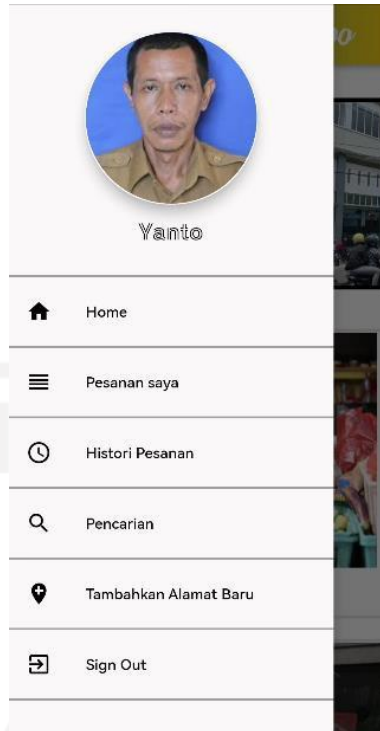 Yanto
Home
Pesanan saya
Histori Pesanan
Pencarian
Tambahkan Alamat Baru
Sign Out